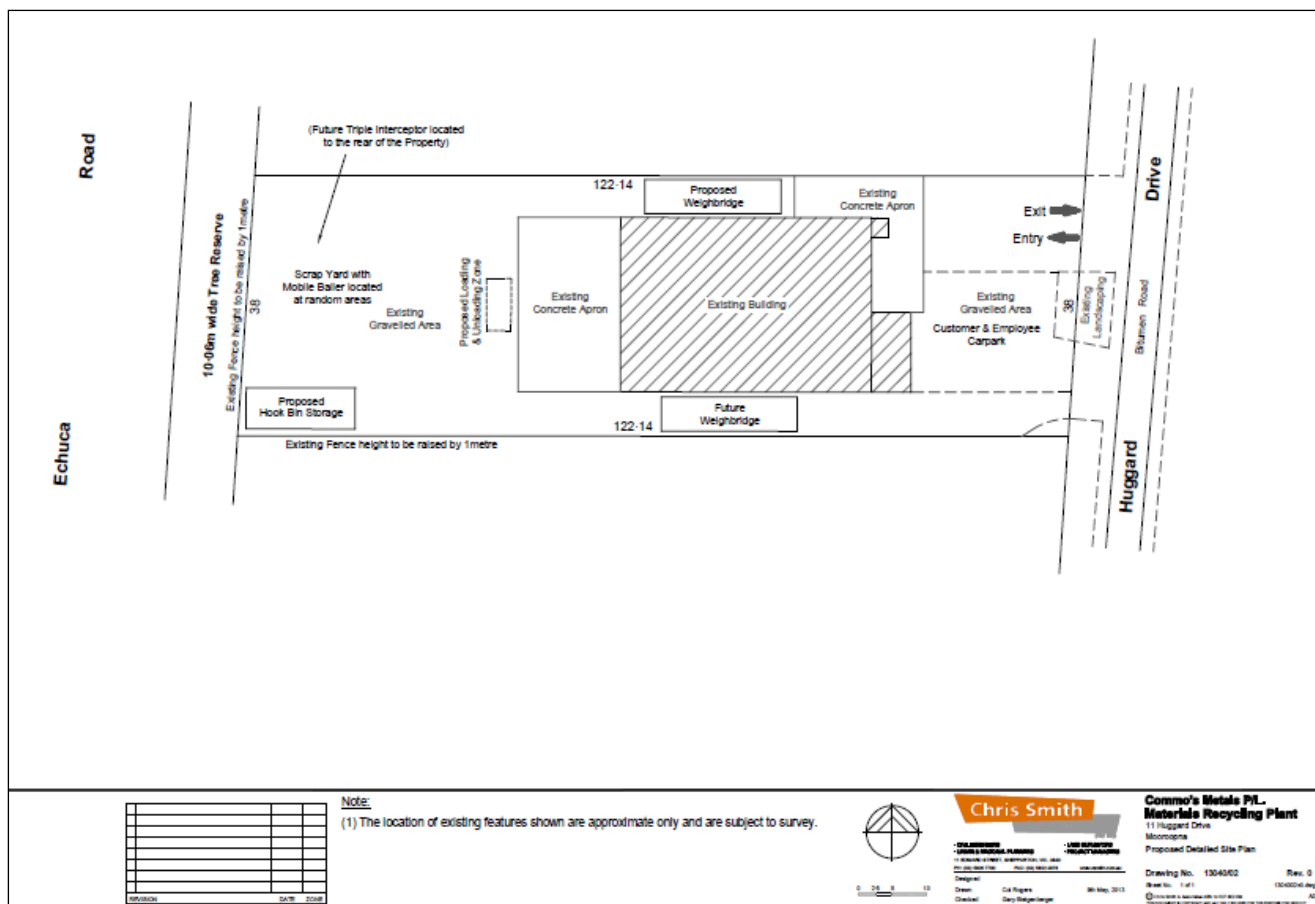 Road
Echuca
10·06m wide Tree Reserve
Existing Fence height to be raised by 1metre
38
(Future Triple Interceptor located
to the rear of the Property)
Scrap Yard with
Mobile Baller located
at random areas
Existing
Gravelled Area
Proposed
Hook Bin Storage
Existing Fence height to be raised by 1metre
122·14
Proposed Loading
& Unloading Zone
Existing
Concrete Apron
Existing Building
122·14
Proposed
Weighbridge
Future
Weighbridge
Existing
Concrete Apron
Exit
Entry
Existing
Gravelled Area
Customer & Employee
Carpark
38
Existing
Landscaping
Bitumen Road
Drive
Huggard
REVISION DATE ZONE
Note:
(1) The location of existing features shown are approximate only and are subject to survey.
Chris Smith
Commo's Metals P/L.
Materials Recycling Plant
11 Huggard Drive
Mooroopna
Proposed Detailed Site Plan
Drawing No. 13040/02 Rev. 0
Sheet No. 1 of 1
Designed
Drawn Col Rogers 9th May, 2013
Checked Gary Steigenberger